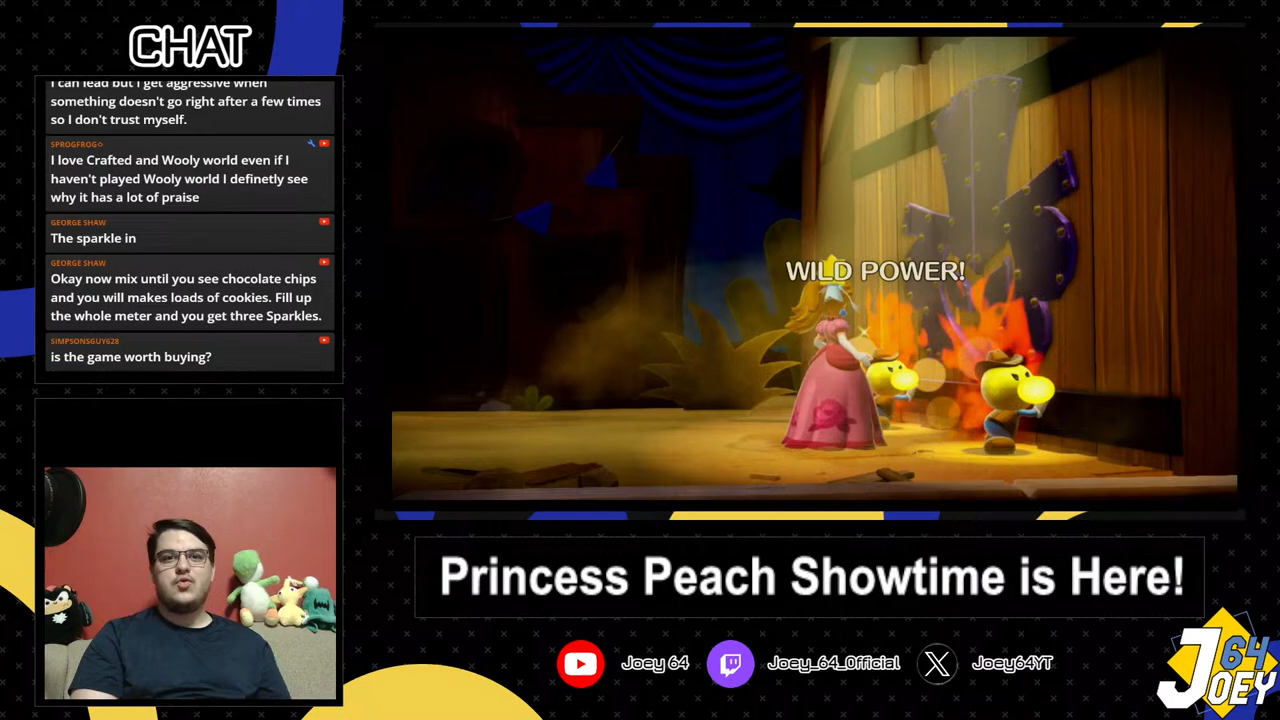 CHAT
I can lead but I get aggressive when
something doesn't go right after a few times
so I don't trust myself.
SPROGFROG
I love Crafted and Wooly world even if I
haven't played Wooly world I definetly see
why it has a lot of praise
GEORGE SHAW
The sparkle in
GEORGE SHAW
Okay now mix until you see chocolate chips
and you will makes loads of cookies. Fill up
the whole meter and you get three Sparkles.
SIMPSONSGUY628
is the game worth buying?
WILD POWER!
Princess Peach Showtime is Here!
Joey 64
Joey_64_Official
Joey64YT
64
JOEY